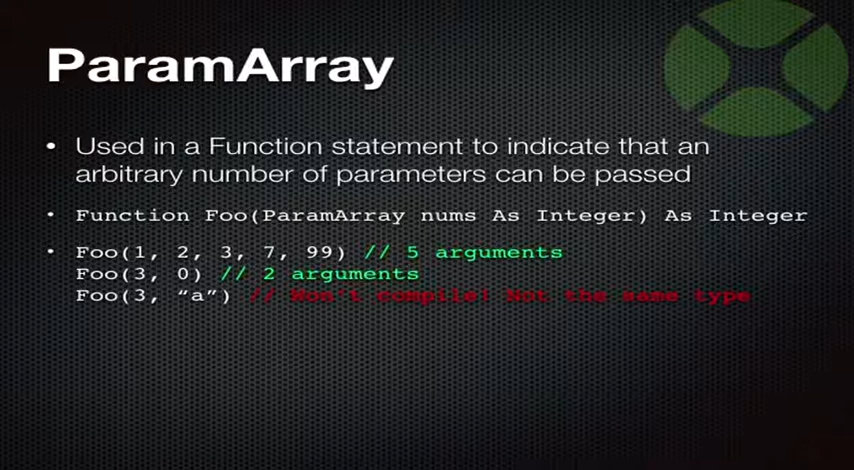 ParamArray
• Used in a Function statement to indicate that an
arbitrary number of parameters can be passed
• Function Foo(ParamArray nums As Integer) As Integer
• Foo(1, 2, 3, 7, 99) // 5 arguments
Foo(3, 0) // 2 arguments
Foo(3, “a”) // Won't compile! Not the same type